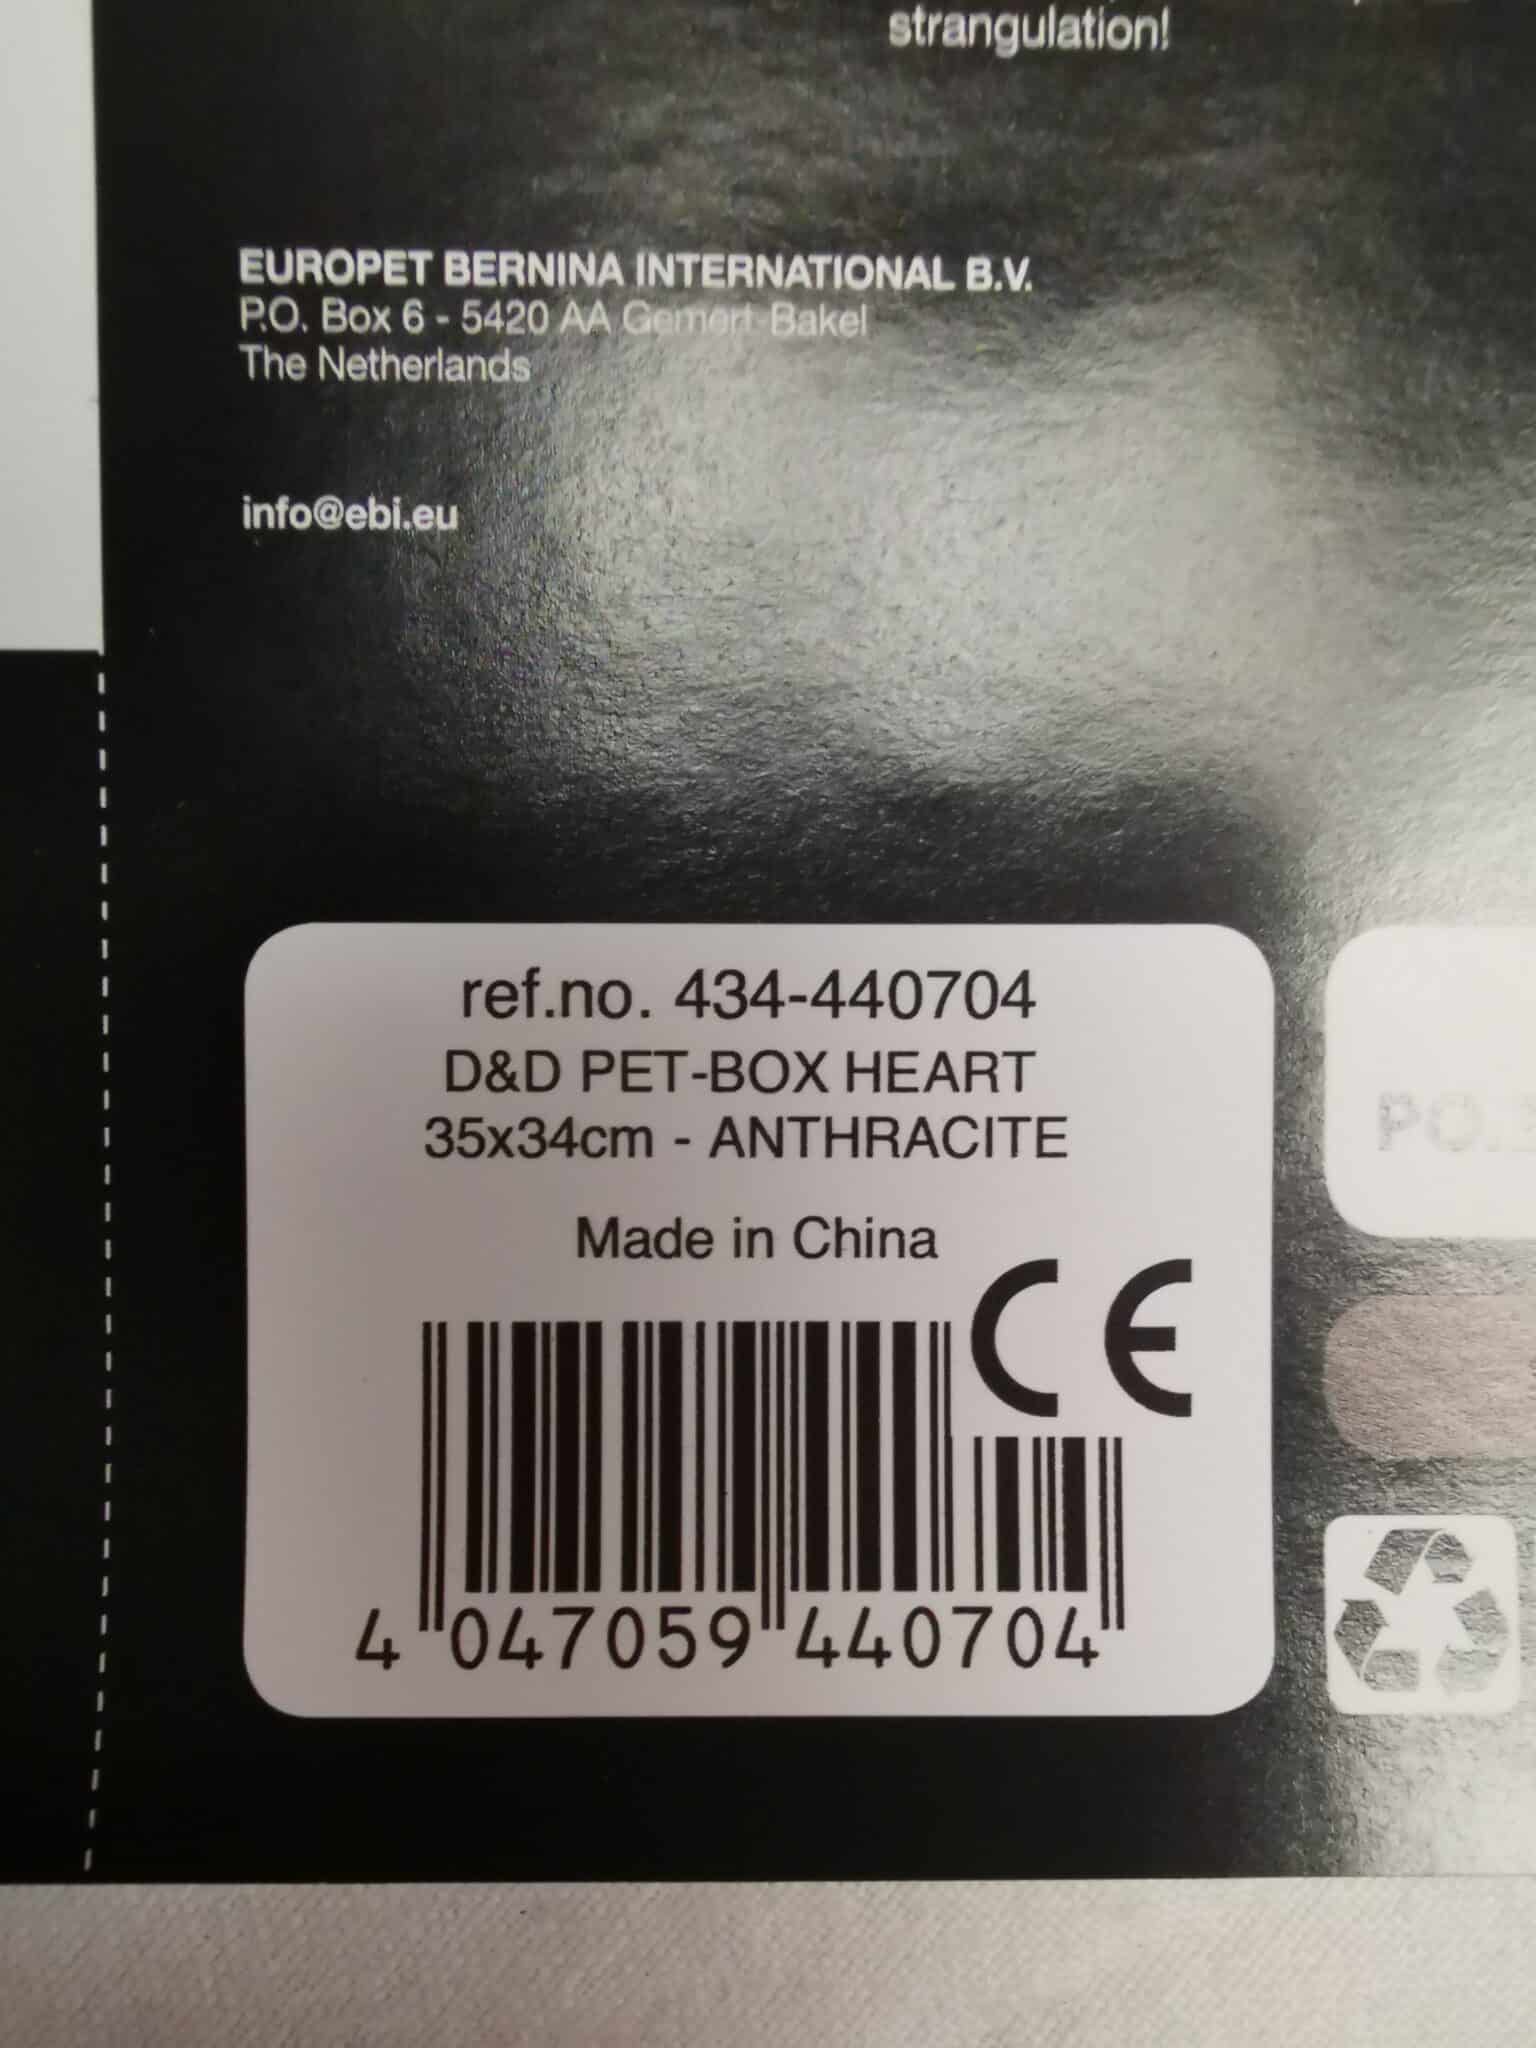 strangulation!
EUROPET BERNINA INTERNATIONAL B.V.
P.O. Box 6 - 5420 AA Gemert-Bakel
The Netherlands
info@ebi.eu
ref.no. 434-440704
D&D PET-BOX HEART
35x34cm - ANTHRACITE
Made in China
CE
4 047059 440704